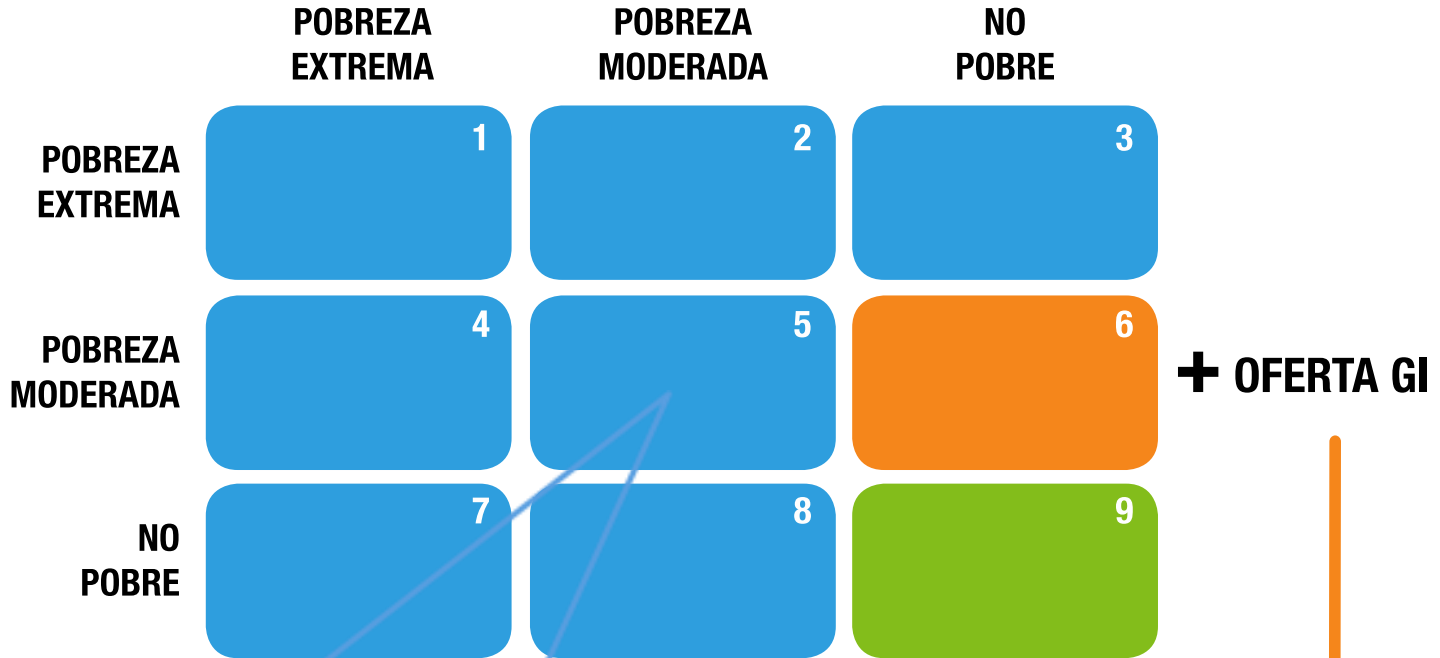 POBREZA
EXTREMA
POBREZA
MODERADA
NO
POBRE
POBREZA
EXTREMA
1
2
3
POBREZA
MODERADA
4
5
6
+ OFERTA GI
NO
POBRE
7
8
9